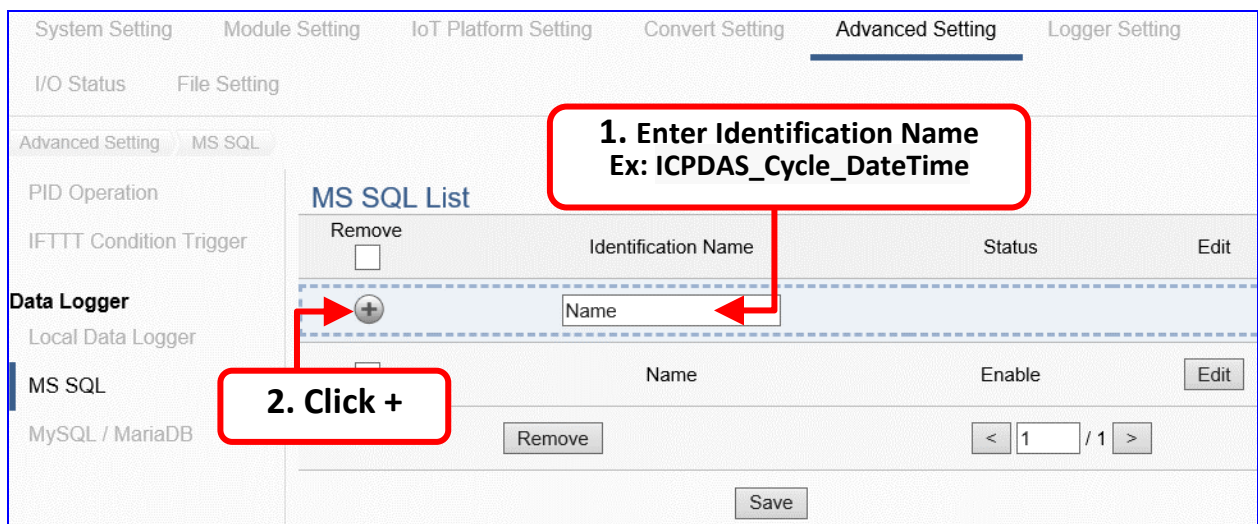 System Setting Module Setting IoT Platform Setting Convert Setting Advanced Setting Logger Setting
I/O Status File Setting
Advanced Setting MS SQL
1. Enter Identification Name
Ex: ICPDAS_Cycle_DateTime
PID Operation
IFTTT Condition Trigger
Data Logger
Local Data Logger
MS SQL
MySQL / MariaDB
MS SQL List
Remove Identification Name Status Edit
+ Name
Name Enable Edit
2. Click +
Remove < 1 / 1 >
Save